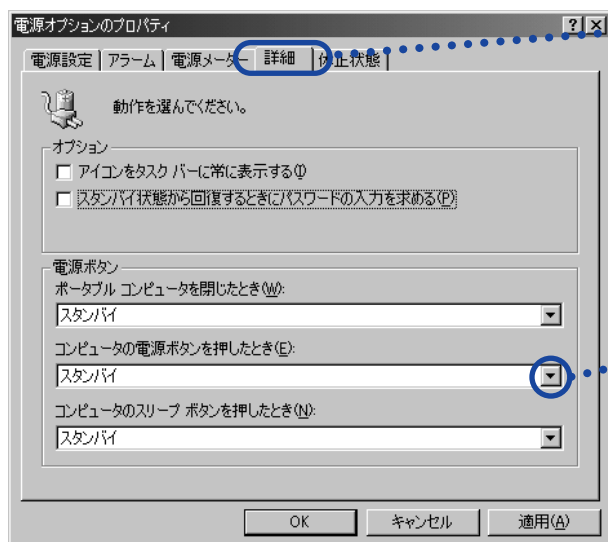 電源オプションのプロパティ
電源設定 アラーム 電源メーター 詳細 休止状態
動作を選んでください。
オプション
アイコンをタスク バーに常に表示する(I)
スタンバイ状態から回復するときにパスワードの入力を求める(P)
電源ボタン
ポータブル コンピュータを閉じたとき(W):
スタンバイ
コンピュータの電源ボタンを押したとき(E):
スタンバイ
コンピュータのスリープ ボタンを押したとき(N):
スタンバイ
OK キャンセル 適用(A)